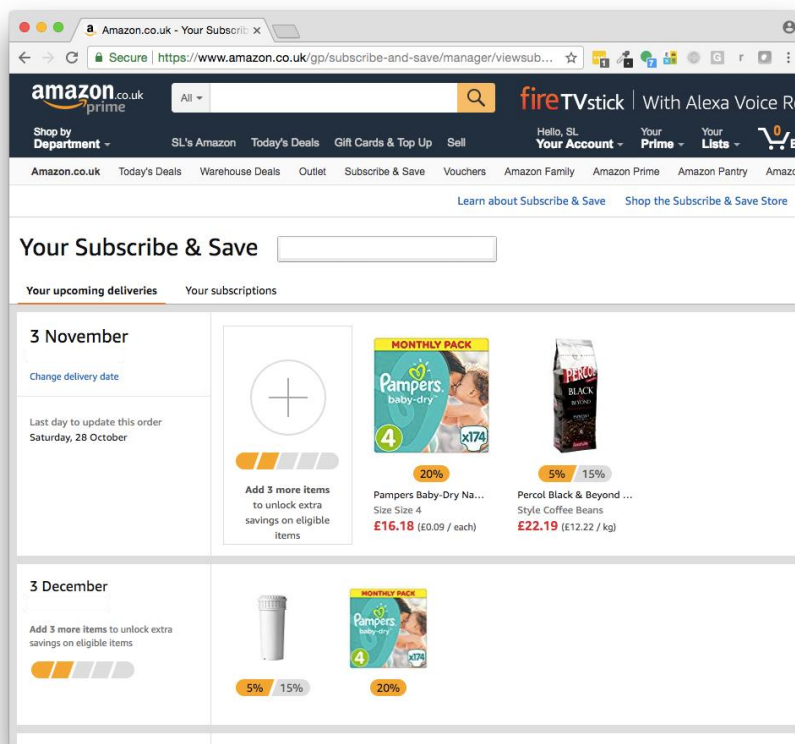 Amazon.co.uk - Your Subscrib
Secure https://www.amazon.co.uk/gp/subscribe-and-save/manager/viewsub...
amazon.co.uk
prime
All
fireTVstick With Alexa Voice R
Shop by
Department
SL's Amazon Today's Deals Gift Cards & Top Up Sell
Hello, SL
Your Account
Your
Prime
Your
Lists
0
Amazon.co.uk Today's Deals Warehouse Deals Outlet Subscribe & Save Vouchers Amazon Family Amazon Prime Amazon Pantry Amazo
Learn about Subscribe & Save Shop the Subscribe & Save Store
Your Subscribe & Save
Your upcoming deliveries Your subscriptions
3 November
Change delivery date
Last day to update this order
Saturday, 28 October
Add 3 more items
to unlock extra
savings on eligible
items
MONTHLY PACK
Pampers
baby-dry
4
x174
20%
Pampers Baby-Dry Na...
Size Size 4
£16.18 (£0.09 / each)
PERCOL
BLACK
BEYOND
5% 15%
Percol Black & Beyond ...
Style Coffee Beans
£22.19 (£12.22 / kg)
3 December
Add 3 more items to unlock extra
savings on eligible items
5% 15%
MONTHLY PACK
Pampers
baby-dry
4
x174
20%